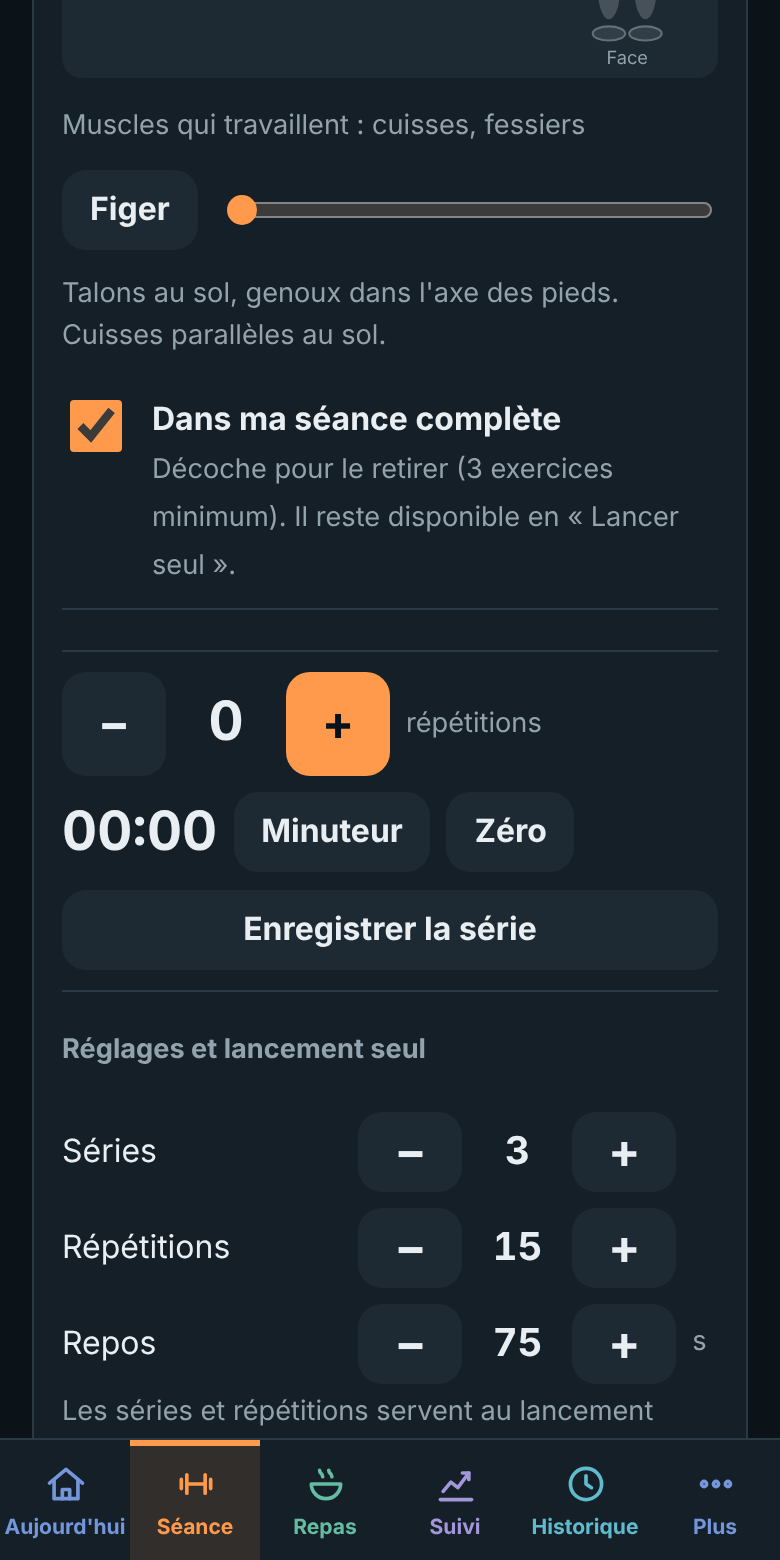 Face
Muscles qui travaillent : cuisses, fessiers
Figer
Talons au sol, genoux dans l'axe des pieds.
Cuisses parallèles au sol.
Dans ma séance complète
Décoche pour le retirer (3 exercices
minimum). Il reste disponible en « Lancer
seul ».
– 0 + répétitions
00:00 Minuteur Zéro
Enregistrer la série
Réglages et lancement seul
Séries – 3 +
Répétitions – 15 +
Repos – 75 + s
Les séries et répétitions servent au lancement
Aujourd'hui Séance Repas Suivi Historique Plus